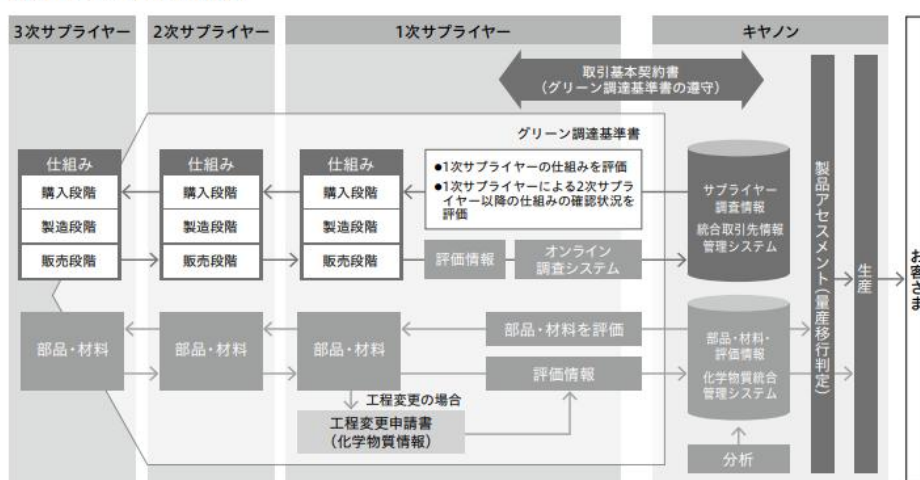 3次サプライヤー
2次サプライヤー
1次サプライヤー
キヤノン
取引基本契約書
（グリーン調達基準書の遵守）
グリーン調達基準書
仕組み
購入段階
製造段階
販売段階
仕組み
購入段階
製造段階
販売段階
仕組み
購入段階
製造段階
販売段階
●1次サプライヤーの仕組みを評価
●1次サプライヤーによる2次サプラ
イヤー以降の仕組みの確認状況を
評価
評価情報
オンライン
調査システム
サプライヤー
調査情報
統合取引先情報
管理システム
部品・材料
部品・材料
部品・材料
部品・材料を評価
評価情報
工程変更の場合
工程変更申請書
（化学物質情報）
部品・材料・
評価情報
化学物質統合
管理システム
分析
製品アセスメント（量産移行判定）
生産
お客さま